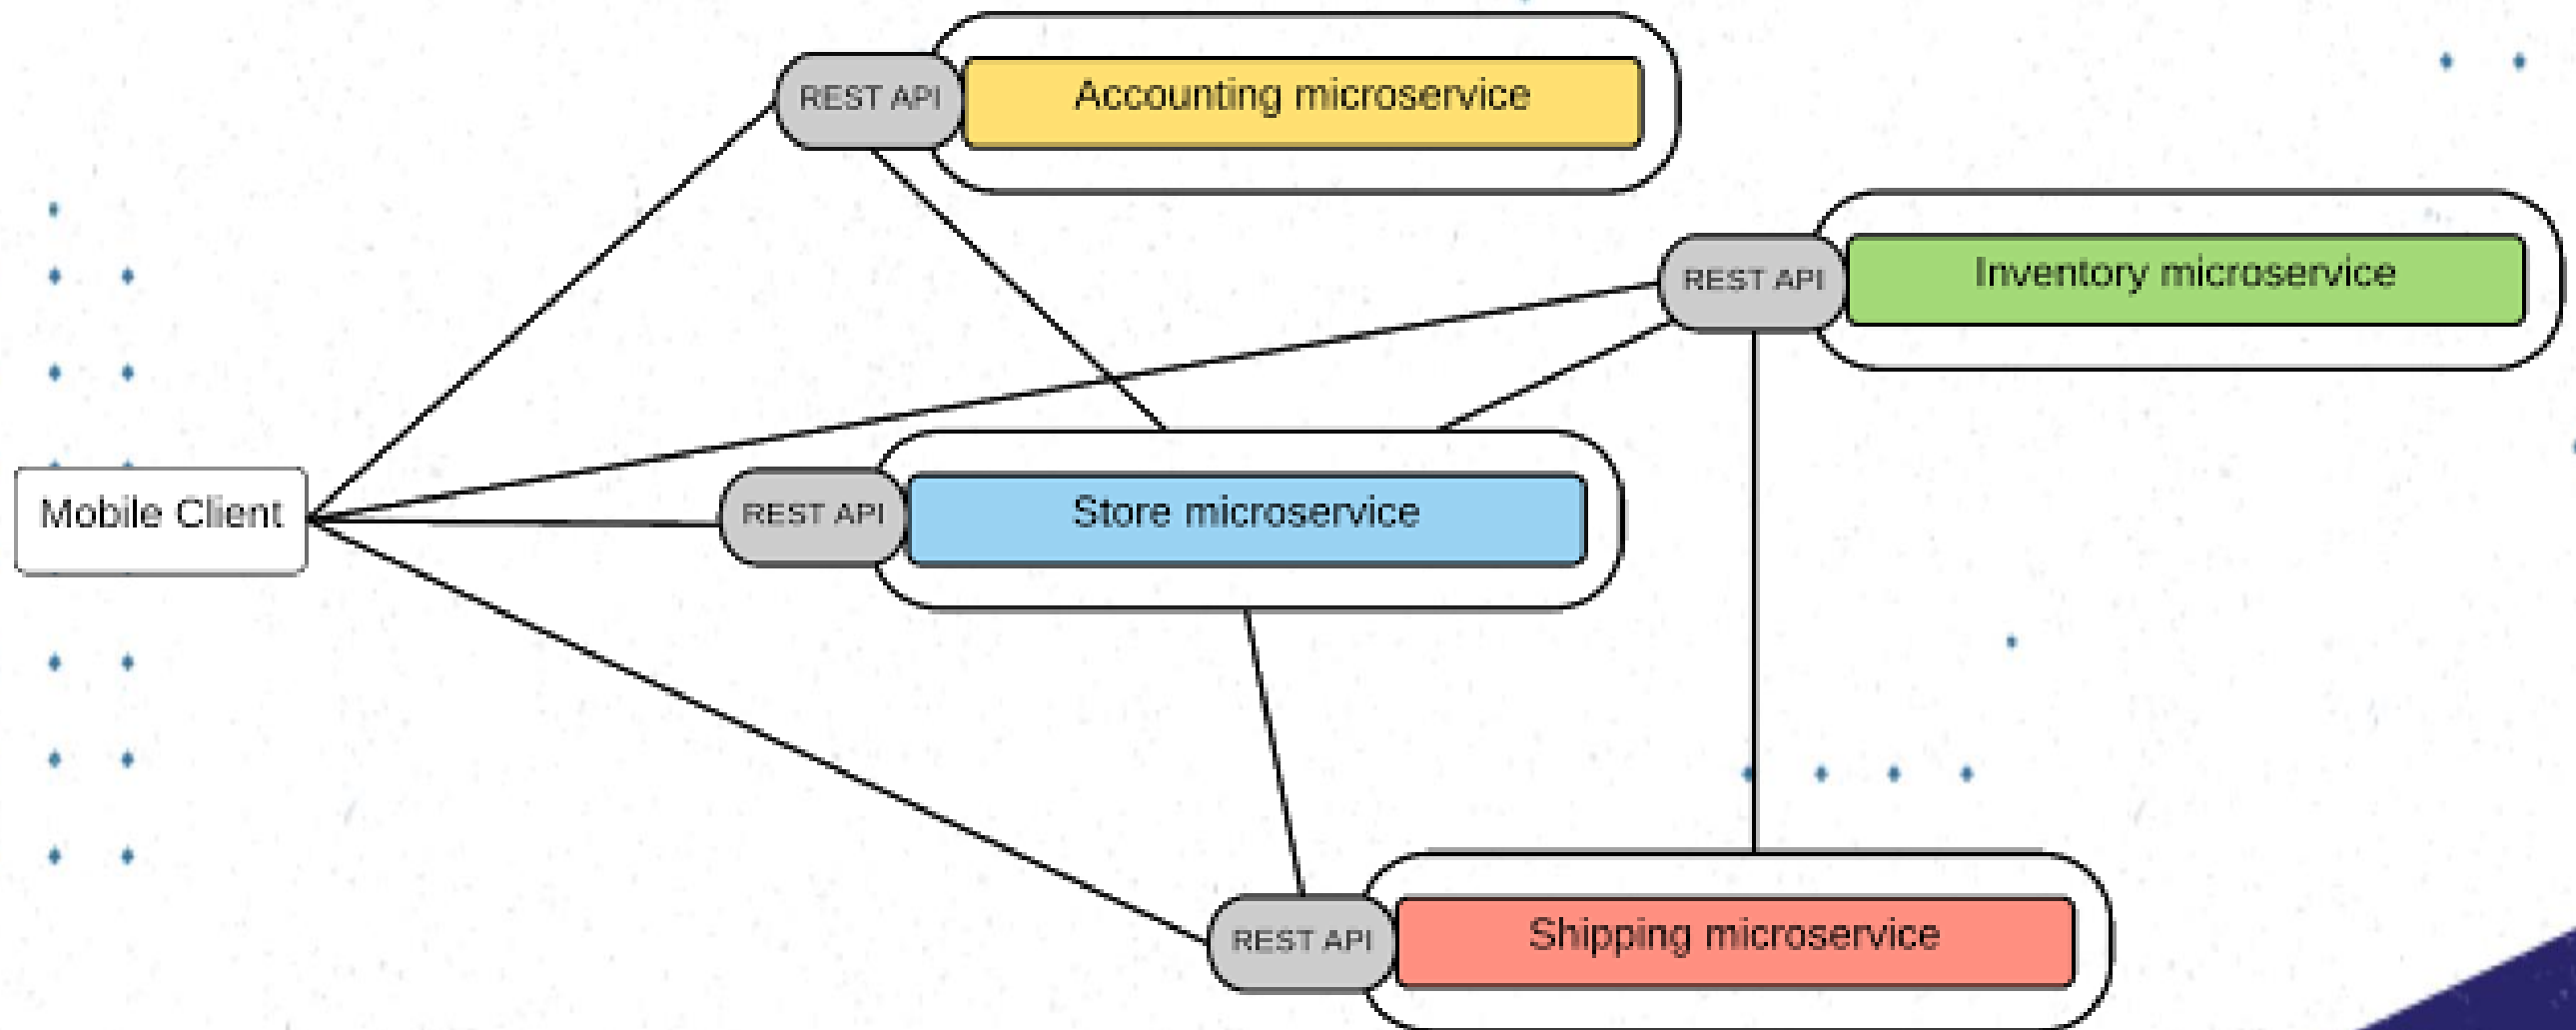 REST API
Accounting microservice
REST API
Inventory microservice
Mobile Client
REST API
Store microservice
REST API
Shipping microservice